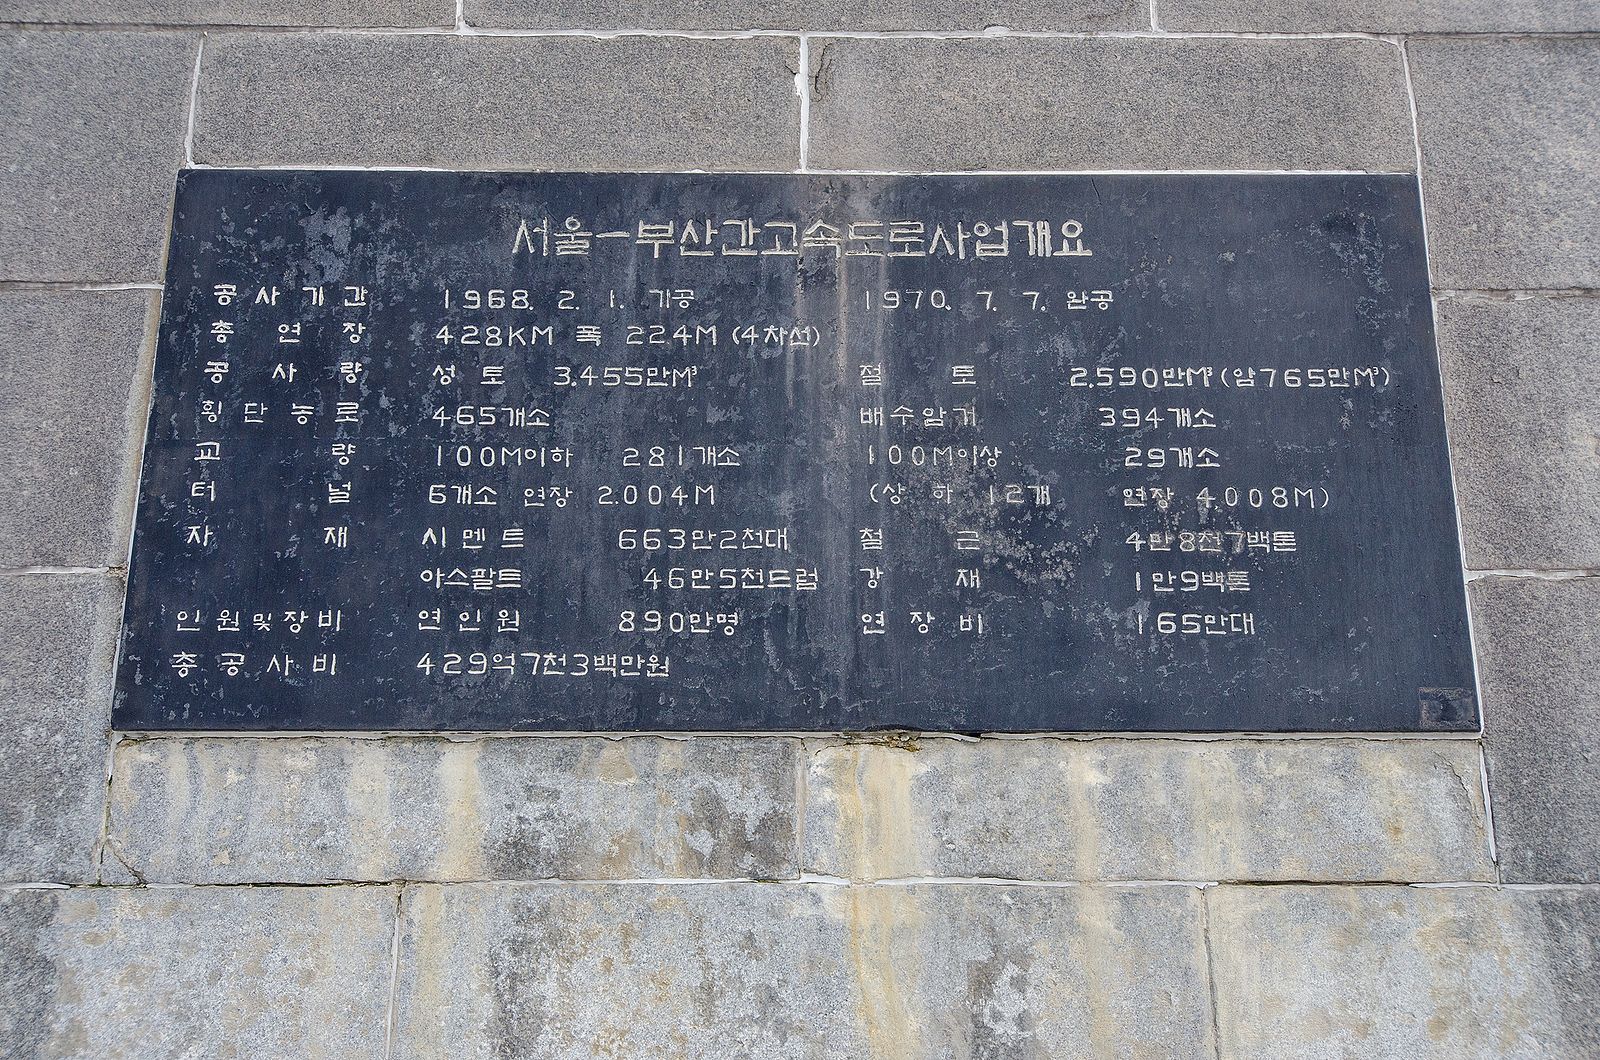 서울-부산간고속도로사업개요
공사기간 1968. 2. 1. 기공 1970. 7. 7. 완공
총연장 428KM 폭 22.4M (4차선)
공사량 성토 3.455만M³ 절토 2.590만M³(암765만M³)
횡단농로 465개소 배수암거 394개소
교량 100M이하 281개소 100M이상 29개소
터널 6개소 연장 2.004M (상하 12개 연장 4.008M)
자재 시멘트 663만2천대 철근 4만8천7백톤
아스팔트 46만5천드럼 강재 1만9백톤
인원및장비 연인원 890만명 연장비 165만대
총공사비 429억7천3백만원